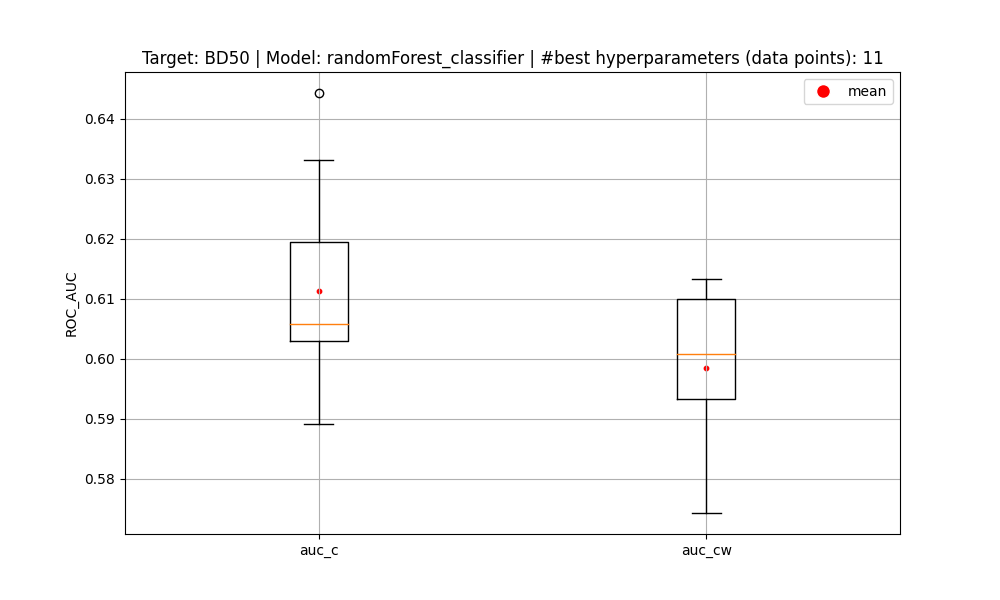 Target: BD50 | Model: randomForest_classifier | #best hyperparameters (data points): 11
mean
0.64
0.63
0.62
0.61
0.60
0.59
0.58
ROC_AUC
auc_c
auc_cw